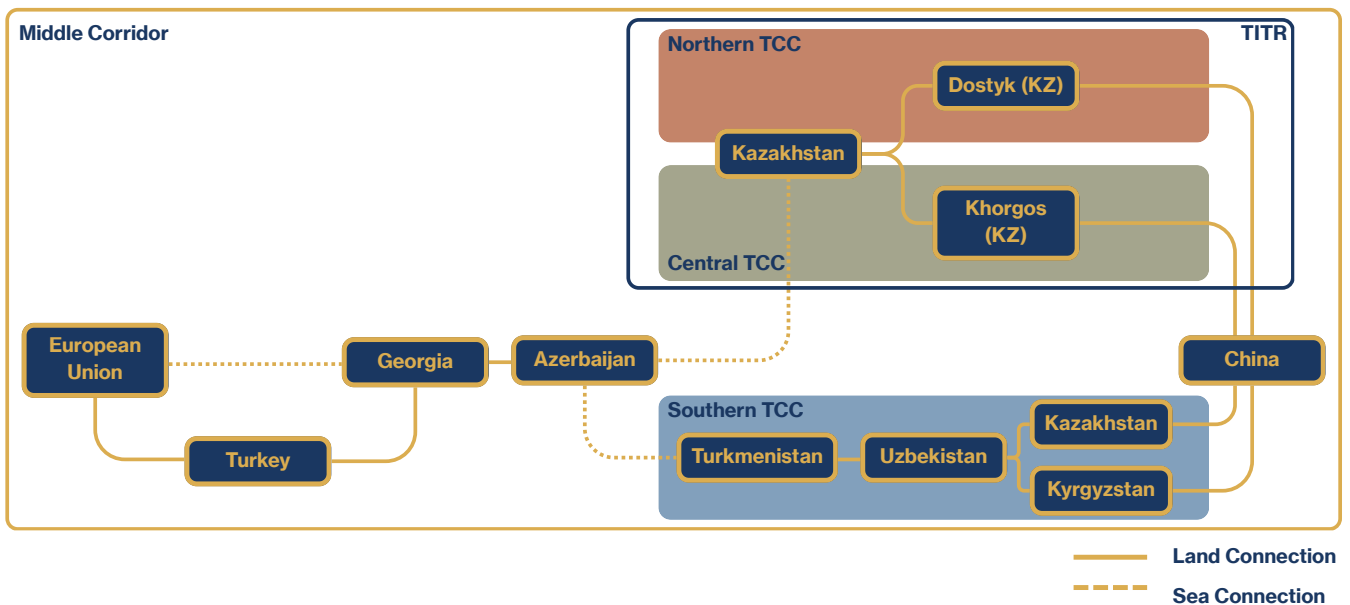 Middle Corridor
TITR
Northern TCC
Dostyk (KZ)
Kazakhstan
Khorgos
(KZ)
Central TCC
European
Union
Georgia
Azerbaijan
China
Southern TCC
Kazakhstan
Turkey
Turkmenistan
Uzbekistan
Kyrgyzstan
Land Connection
Sea Connection